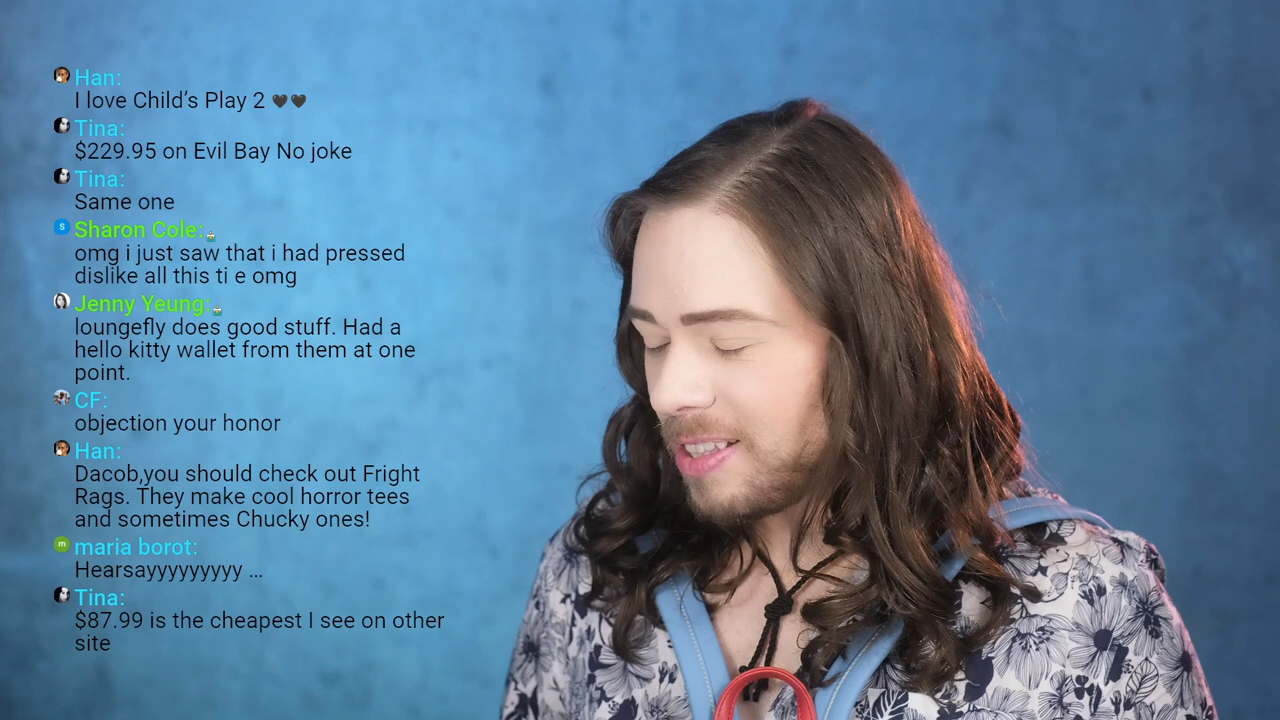 Han:
I love Child's Play 2 🖤🖤
Tina:
$229.95 on Evil Bay No joke
Tina:
Same one
S
Sharon Cole:
omg i just saw that i had pressed
dislike all this ti e omg
Jenny Yeung:
loungefly does good stuff. Had a
hello kitty wallet from them at one
point.
CF:
objection your honor
Han:
Dacob,you should check out Fright
Rags. They make cool horror tees
and sometimes Chucky ones!
m
maria borot:
Hearsayyyyyyyyy ...
Tina:
$87.99 is the cheapest I see on other
site